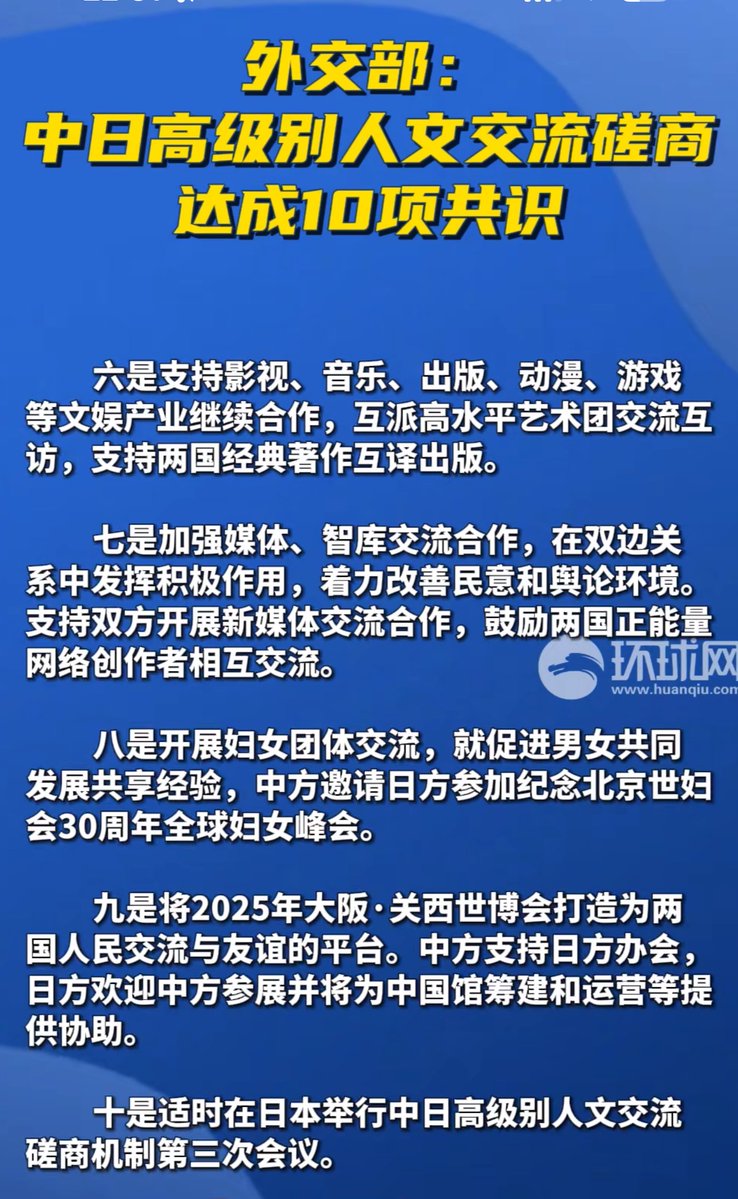 外交部：
中日高级别人文交流磋商
达成10项共识
六是支持影视、音乐、出版、动漫、游戏
等文娱产业继续合作，互派高水平艺术团交流互
访，支持两国经典著作互译出版。
七是加强媒体、智库交流合作，在双边关
系中发挥积极作用，着力改善民意和舆论环境。
支持双方开展新媒体交流合作，鼓励两国正能量
网络创作者相互交流。
环球网
www.huanqiu.com
八是开展妇女团体交流，就促进男女共同
发展共享经验，中方邀请日方参加纪念北京世妇
会30周年全球妇女峰会。
九是将2025年大阪·关西世博会打造为两
国人民交流与友谊的平台。中方支持日方办会，
日方欢迎中方参展并将为中国馆筹建和运营等提
供协助。
十是适时在日本举行中日高级别人文交流
磋商机制第三次会议。